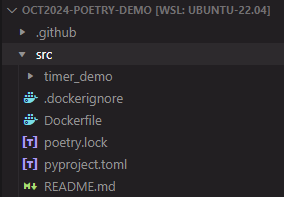 OCT2024-POETRY-DEMO [WSL: UBUNTU-22.04]
.github
src
timer_demo
.dockerignore
Dockerfile
poetry.lock
pyproject.toml
README.md